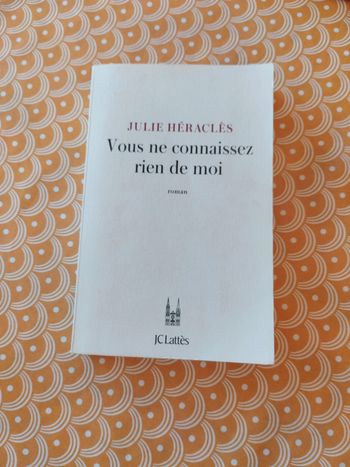 JULIE HÉRACLÈS
Vous ne connaissez
rien de moi
roman
JC Lattès